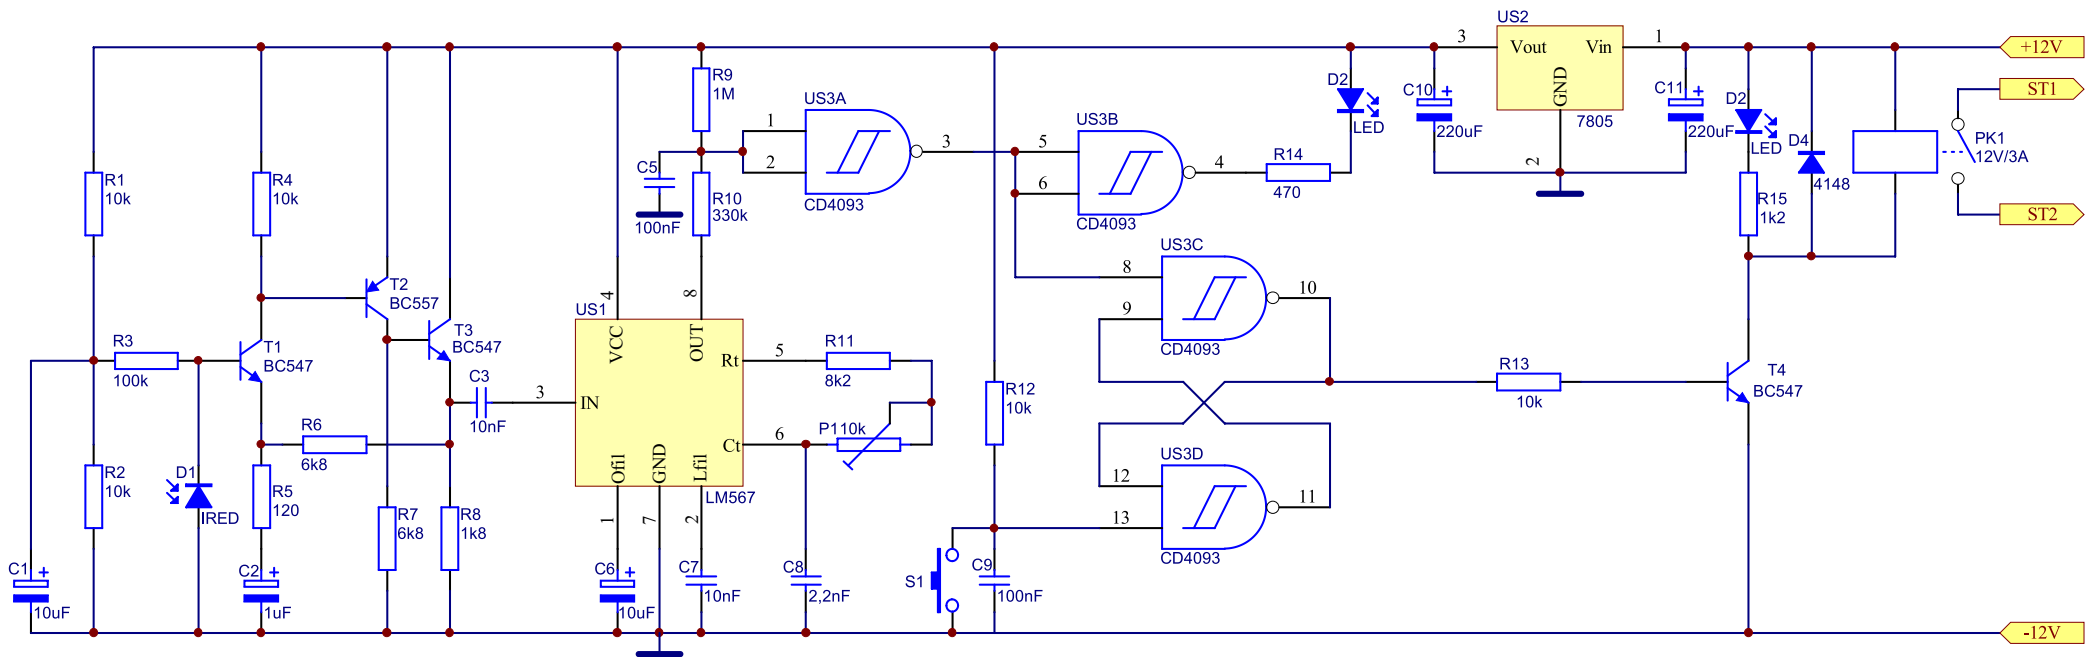 US2
3
Vout
Vin
1
+12V
GND
2
7805
C10
+
220uF
C11
+
220uF
D2
LED
D2
LED
D4
4148
R15
1k2
ST1
PK1
12V/3A
ST2
R9
1M
US3A
1
2
3
CD4093
US3B
5
6
4
CD4093
R14
470
C5
100nF
R10
330k
R1
10k
R4
10k
US3C
8
9
10
CD4093
T2
BC557
T3
BC547
US1
4
VCC
8
OUT
Rt
5
R11
8k2
R3
100k
T1
BC547
C3
10nF
3
IN
Ct
6
P110k
R12
10k
R13
10k
T4
BC547
R6
6k8
Ofil
GND
Lfil
LM567
1
7
2
US3D
12
13
11
CD4093
R2
10k
D1
IRED
R5
120
R7
6k8
R8
1k8
C1
+
10uF
C2
+
1uF
C6
+
10uF
C7
10nF
C8
2,2nF
S1
C9
100nF
-12V